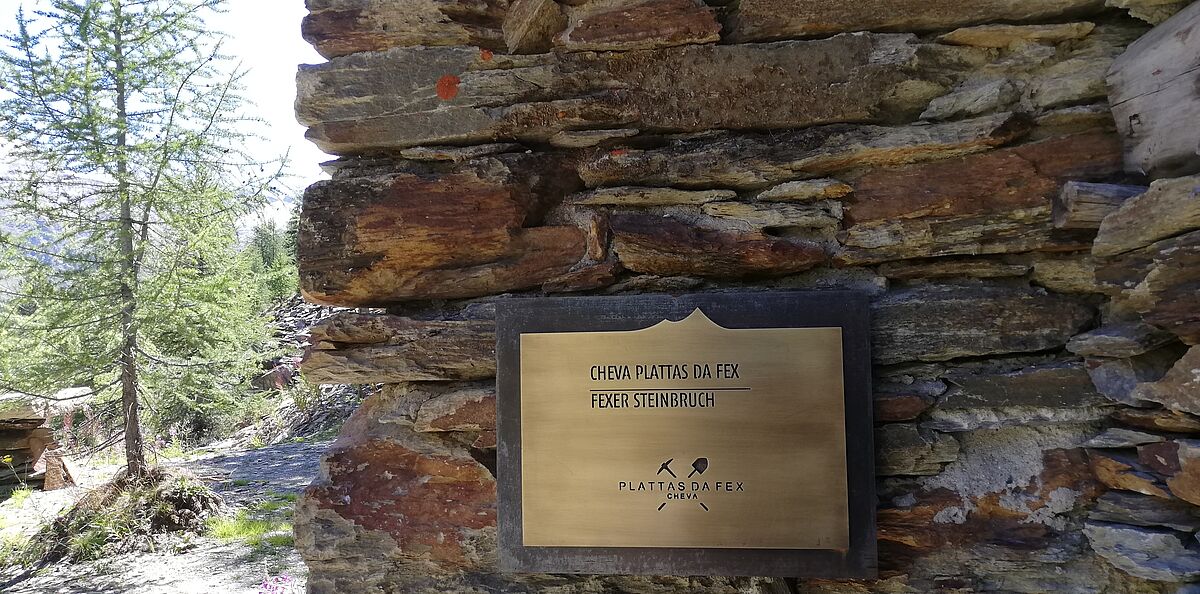 CHEVA PLATTAS DA FEX
FEXER STEINBRUCH
PLATTAS DA FEX
CHEVA